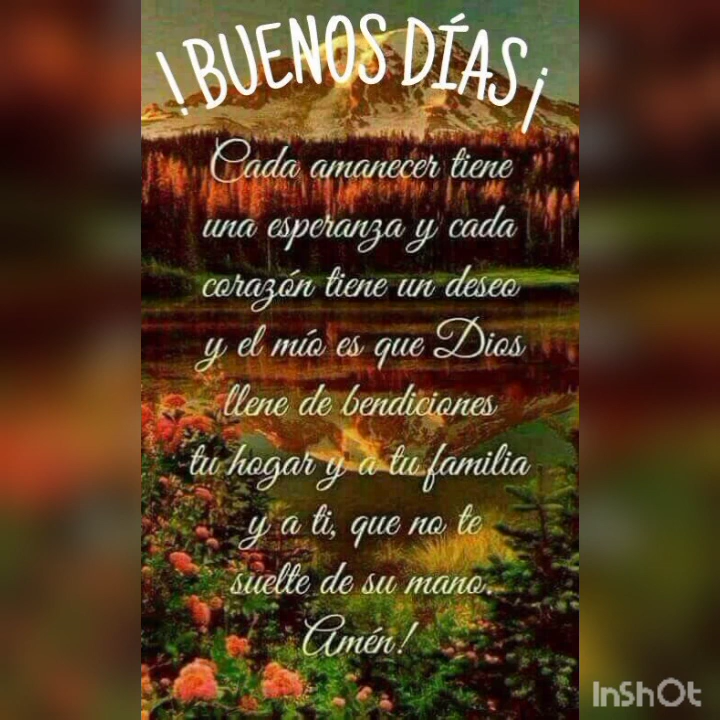 !BUENOS DÍAS¡
Cada amanecer tiene
una esperanza y cada
corazón tiene un deseo
y el mío es que Dios
llene de bendiciones
tu hogar y a tu familia
y a ti, que no te
suelte de su mano.
Amén!
InShOt